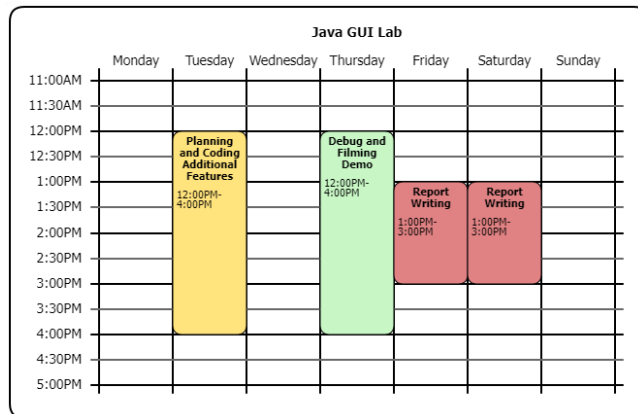 Java GUI Lab
Monday Tuesday Wednesday Thursday Friday Saturday Sunday
11:00AM
11:30AM
12:00PM
12:30PM
1:00PM
1:30PM
2:00PM
2:30PM
3:00PM
3:30PM
4:00PM
4:30PM
5:00PM
Planning
and Coding
Additional
Features
12:00PM-
4:00PM
Debug and
Filming
Demo
12:00PM-
4:00PM
Report
Writing
1:00PM-
3:00PM
Report
Writing
1:00PM-
3:00PM